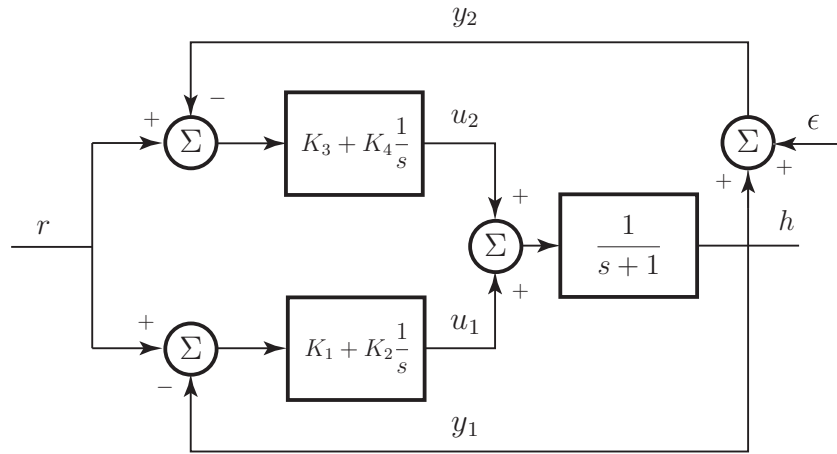 y₂
+ −
Σ
K₃ + K₄ 1/s
u₂
Σ
ϵ
+
+
r
+
Σ
+
1/(s + 1)
h
+
Σ
−
K₁ + K₂ 1/s
u₁
y₁